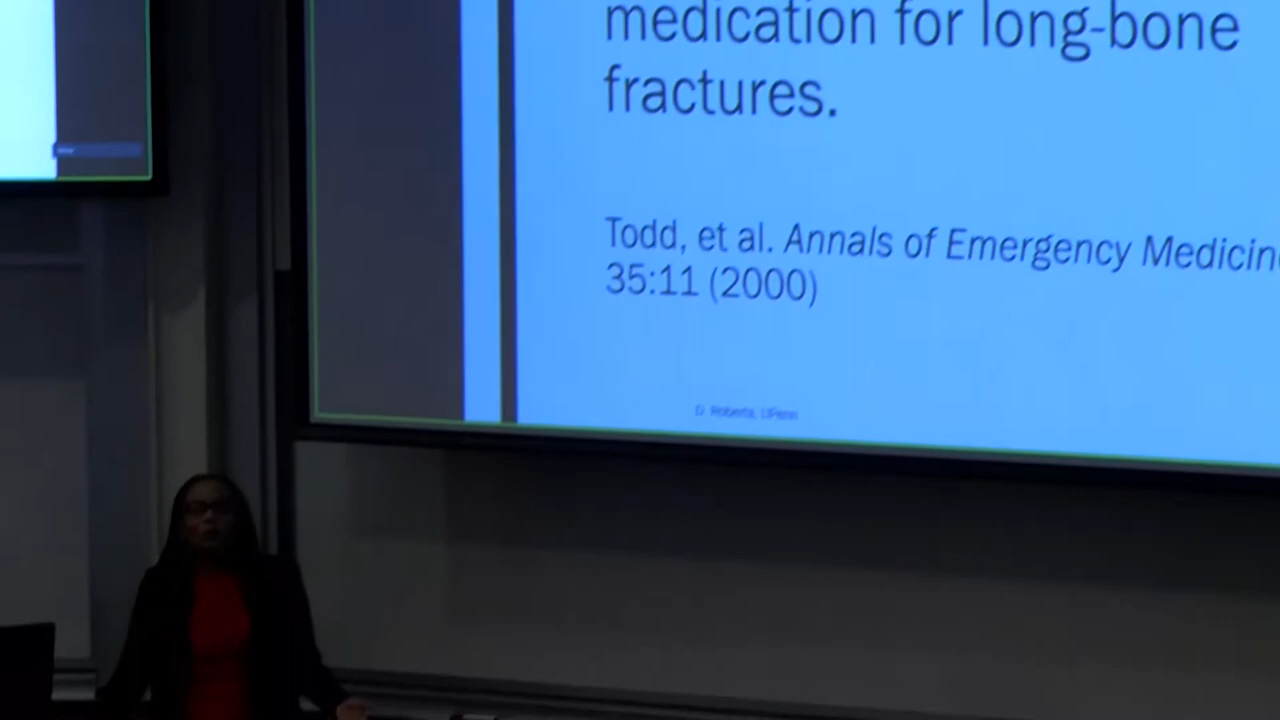 medication for long-bone
fractures.
Todd, et al. Annals of Emergency Medicin
35:11 (2000)
D. Roberts, UPenn